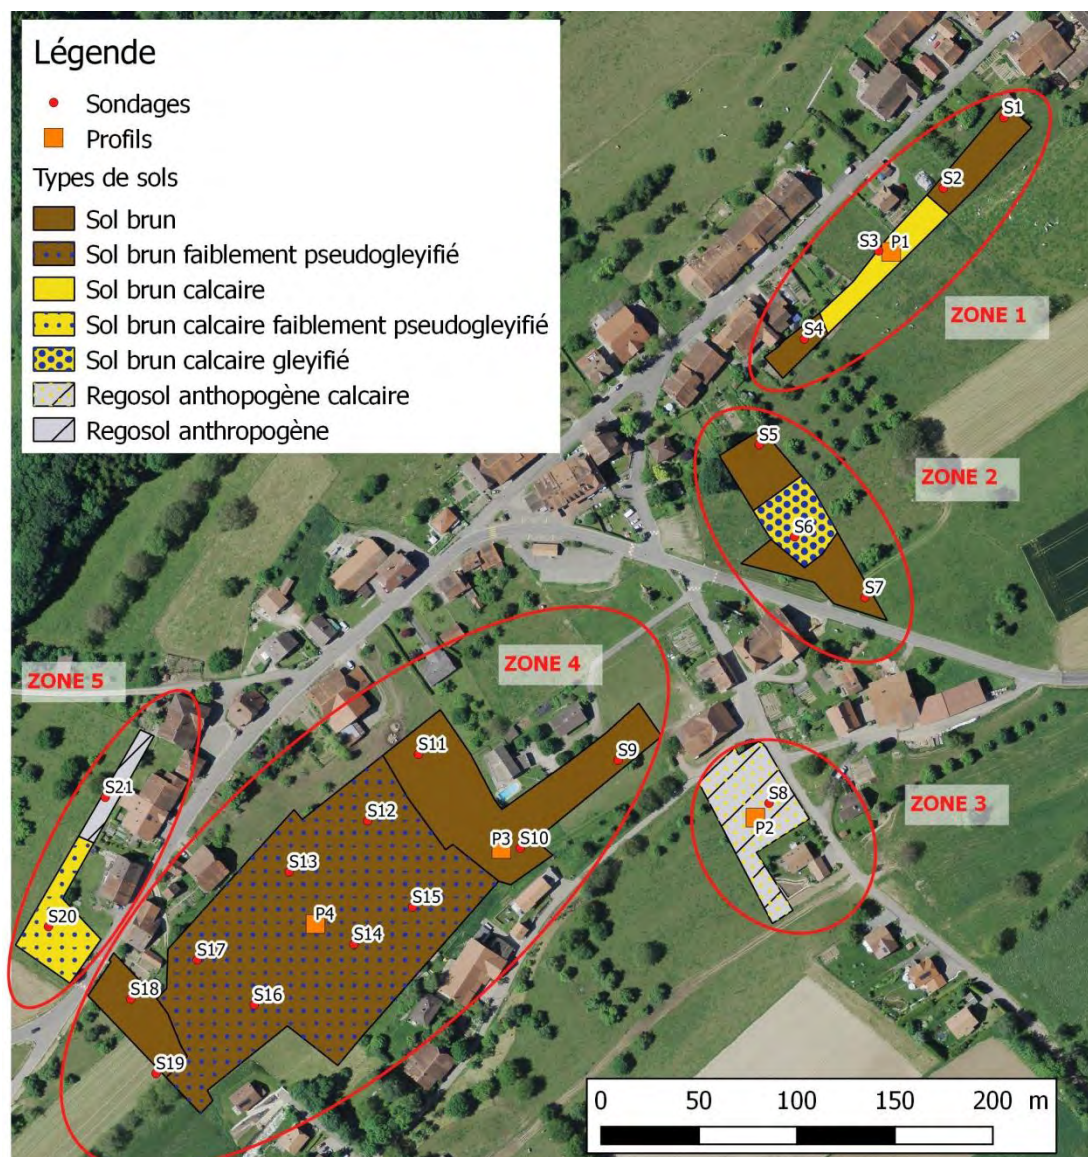 Légende
Sondages
Profils
Types de sols
Sol brun
Sol brun faiblement pseudogleyifié
Sol brun calcaire
Sol brun calcaire faiblement pseudogleyifié
Sol brun calcaire gleyifié
Regosol anthopogène calcaire
Regosol anthropogène
S1
S2
S3
P1
S4
ZONE 1
S5
ZONE 2
S6
S7
ZONE 4
ZONE 5
S11
S9
S21
S12
S8
ZONE 3
P2
P3
S10
S13
S15
P4
S20
S14
S17
S18
S16
S19
0 50 100 150 200 m